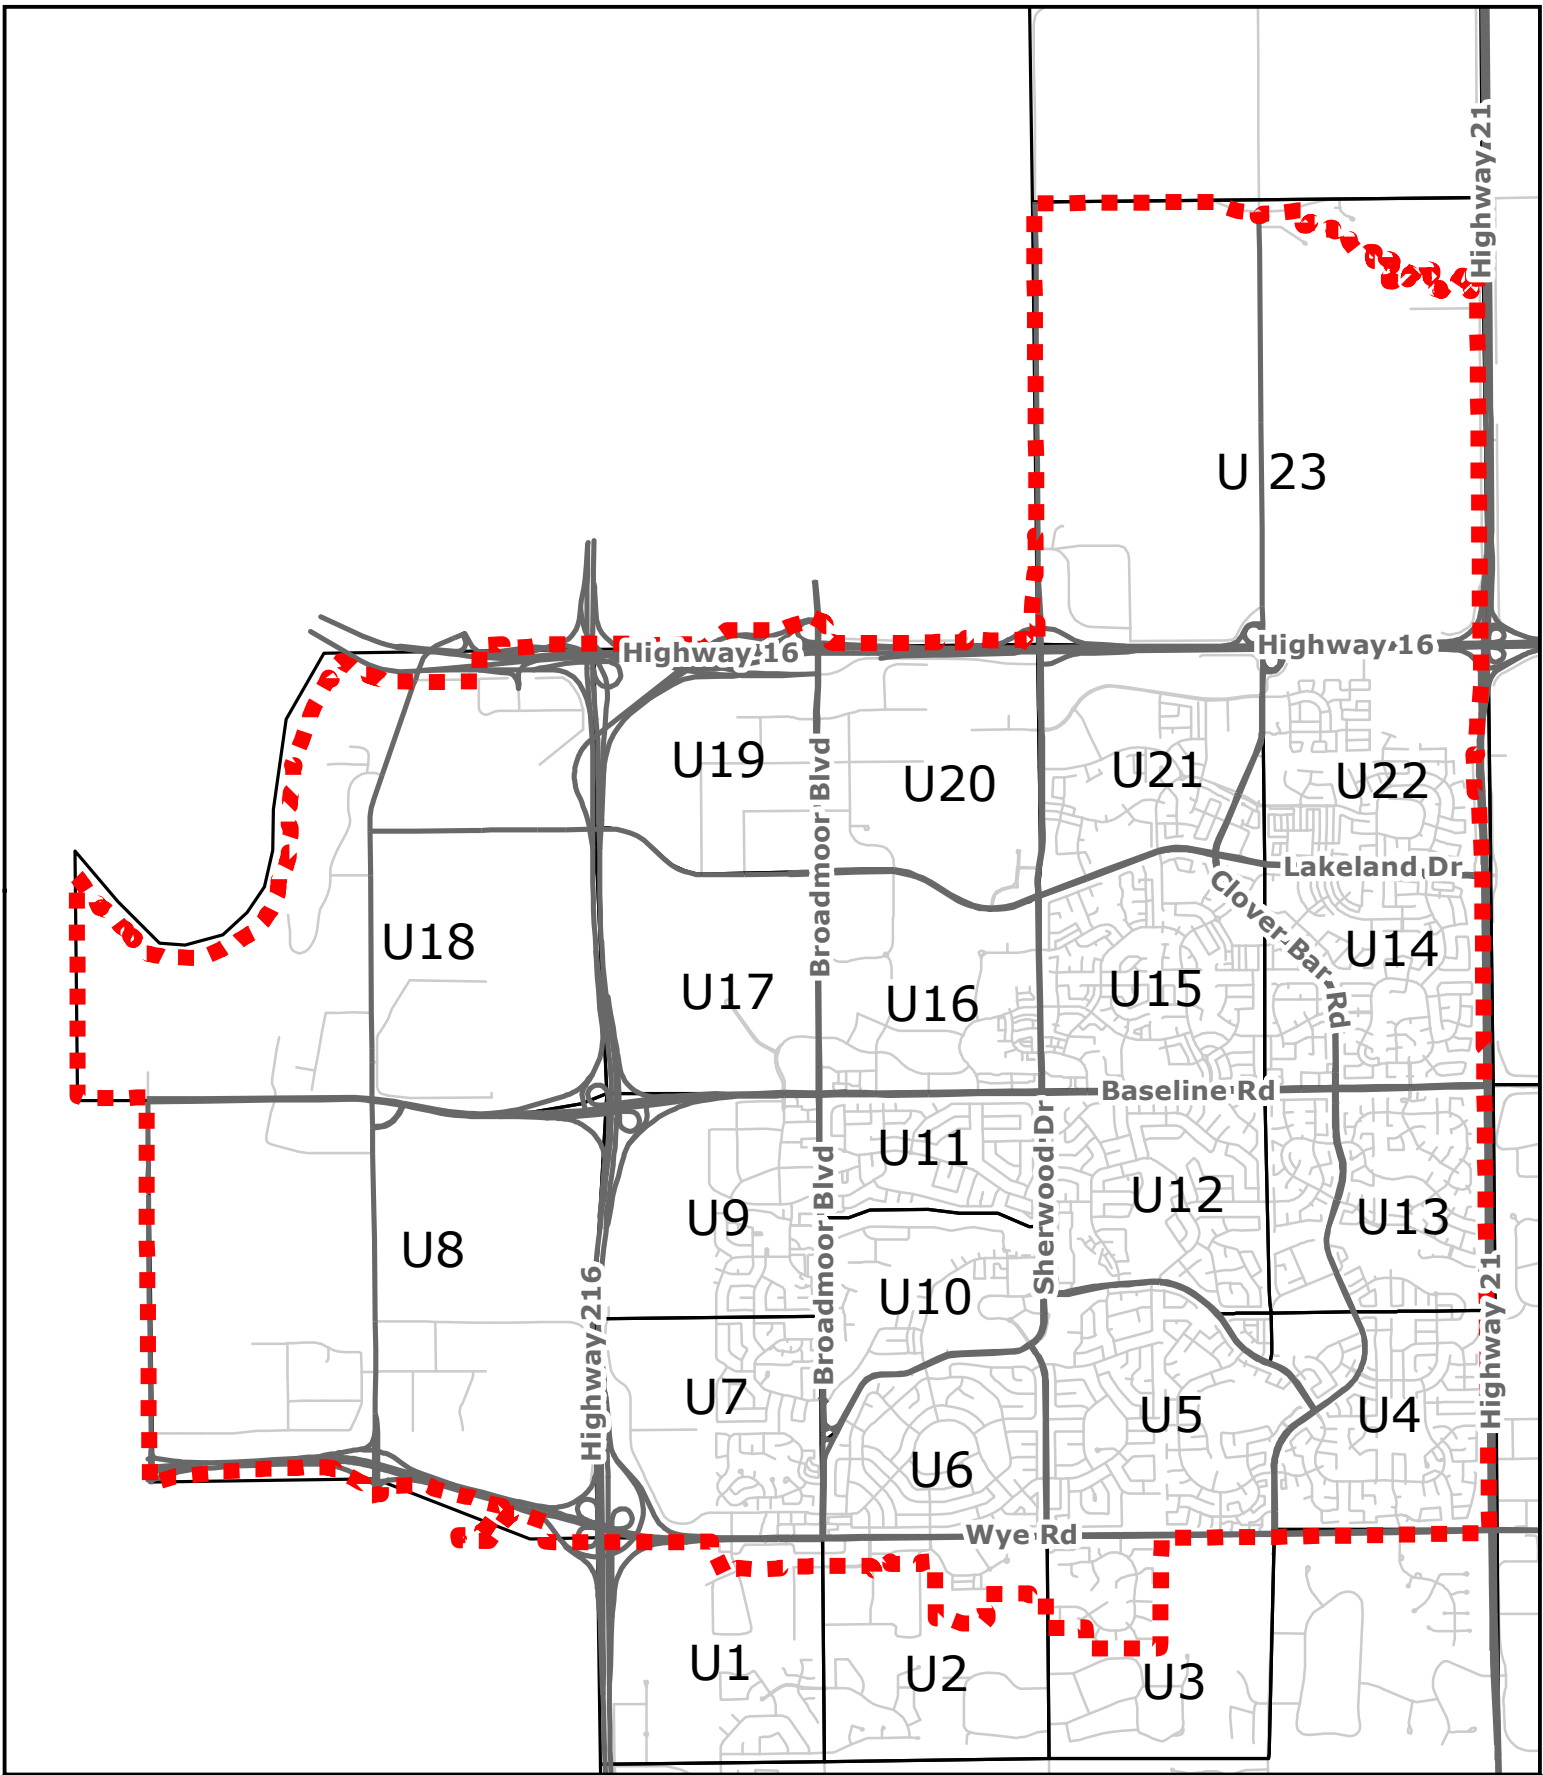 Highway 21
U 23
Highway 16
Highway 16
U19
Broadmoor Blvd
U20
U21
U22
Lakeland Dr
Clover Bar Rd
U18
U17
U16
U15
U14
Baseline Rd
U11
Sherwood Dr
U12
U13
U9
Broadmoor Blvd
U8
U10
Highway 216
Highway 21
U7
U5
U4
U6
Wye Rd
U1
U2
U3